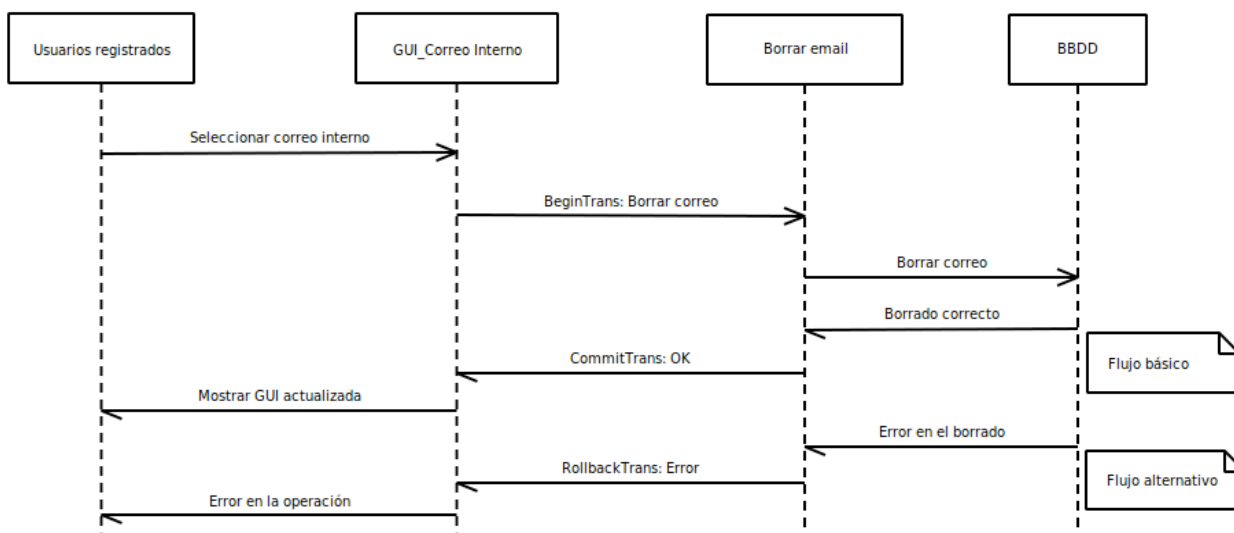 Usuarios registrados
GUI_Correo Interno
Borrar email
BBDD
Seleccionar correo interno
BeginTrans: Borrar correo
Borrar correo
Borrado correcto
CommitTrans: OK
Flujo básico
Mostrar GUI actualizada
Error en el borrado
RollbackTrans: Error
Flujo alternativo
Error en la operación